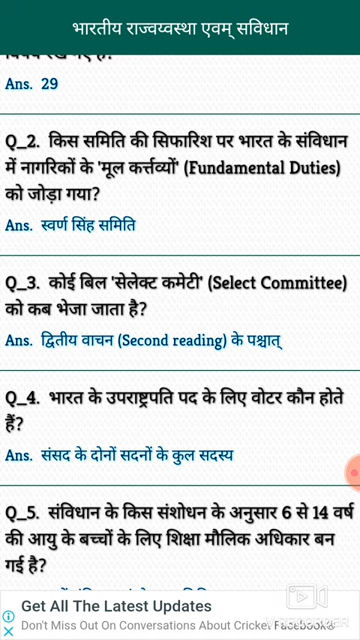 भारतीय राज्यव्यस्था एवम् सविधान
Ans. 29
Q_2. किस समिति की सिफारिश पर भारत के संविधान
में नागरिकों के 'मूल कर्त्तव्यों' (Fundamental Duties)
को जोड़ा गया?
Ans. स्वर्ण सिंह समिति
Q_3. कोई बिल 'सेलेक्ट कमेटी' (Select Committee)
को कब भेजा जाता है?
Ans. द्वितीय वाचन (Second reading) के पश्चात्
Q_4. भारत के उपराष्ट्रपति पद के लिए वोटर कौन होते
हैं?
Ans. संसद के दोनों सदनों के कुल सदस्य
Q_5. संविधान के किस संशोधन के अनुसार 6 से 14 वर्ष
की आयु के बच्चों के लिए शिक्षा मौलिक अधिकार बन
गई है?
Get All The Latest Updates
Don't Miss Out On Conversations About Cricket Facebook®